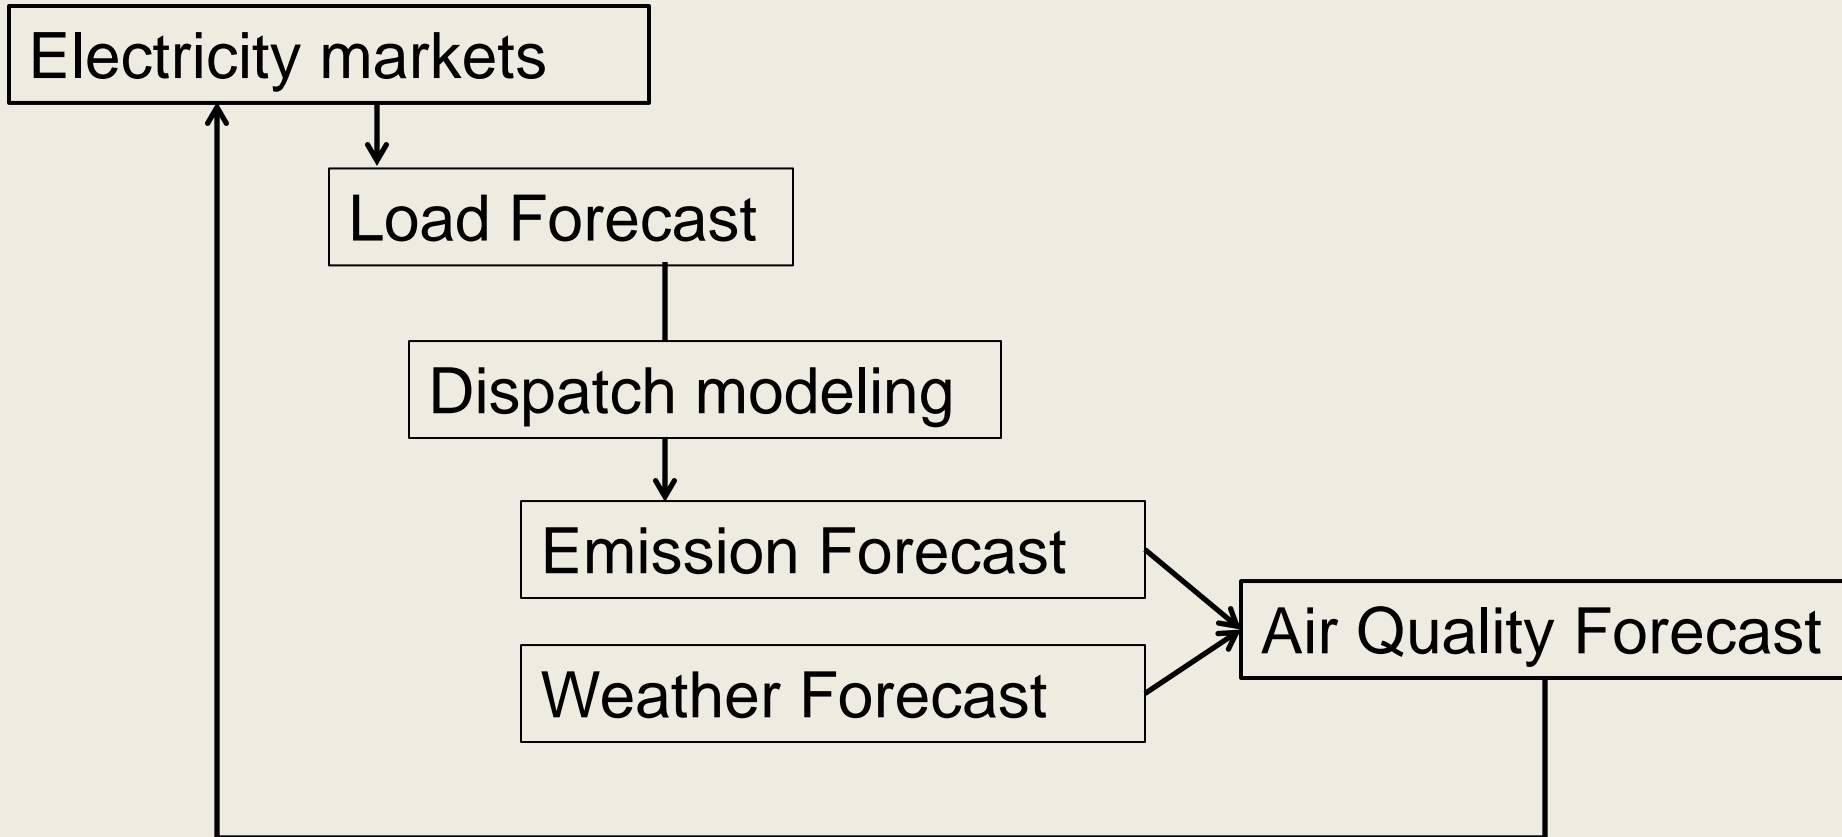 Electricity markets
Load Forecast
Dispatch modeling
Emission Forecast
Air Quality Forecast
Weather Forecast